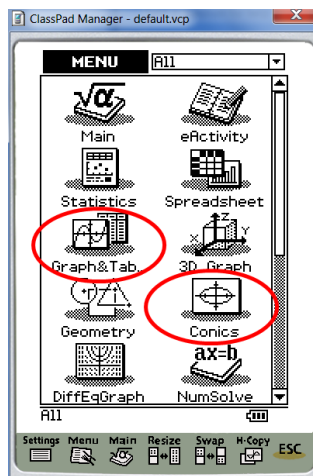 ClassPad Manager - default.vcp
MENU All
√α
Main eActivity
Statistics Spreadsheet
x z Y
Graph&Tab. 3D Graph
Geometry Conics
ax=b
DiffEqGraph NumSolve
All
Settings Menu Main Resize Swap H·Copy ESC